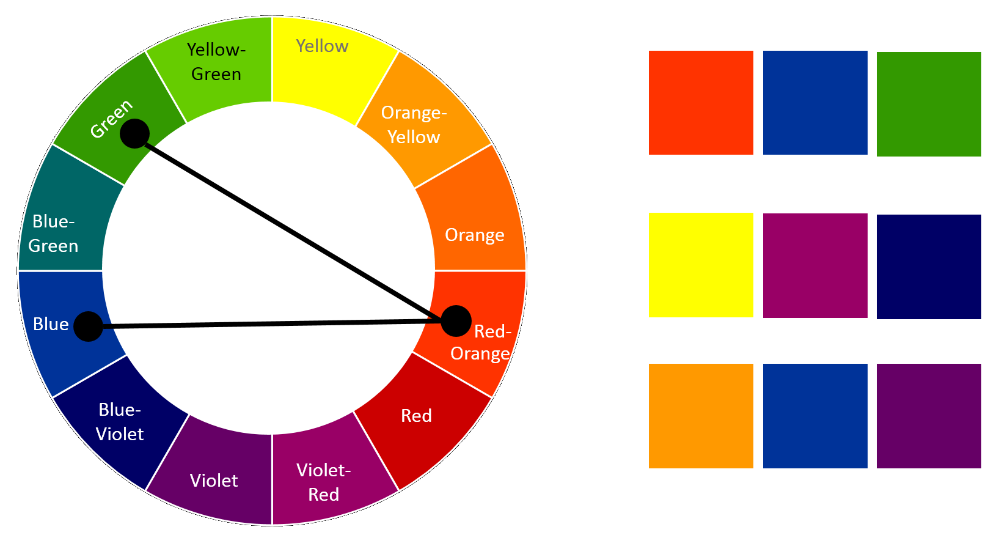 Yellow
Orange-
Yellow
Orange
Red-
Orange
Red
Violet-
Red
Violet
Blue-
Violet
Blue
Blue-
Green
Green
Yellow-
Green